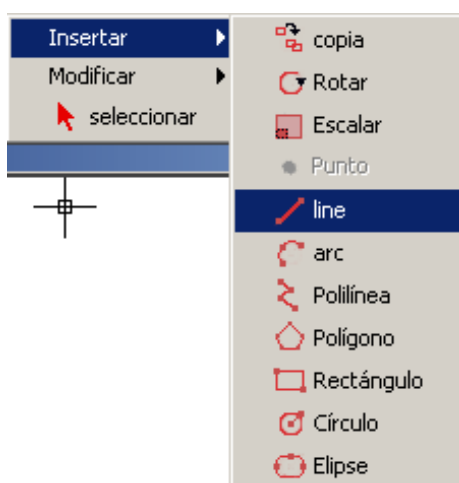 Insertar
Modificar
seleccionar
copia
Rotar
Escalar
Punto
line
arc
Polilínea
Polígono
Rectángulo
Círculo
Elipse